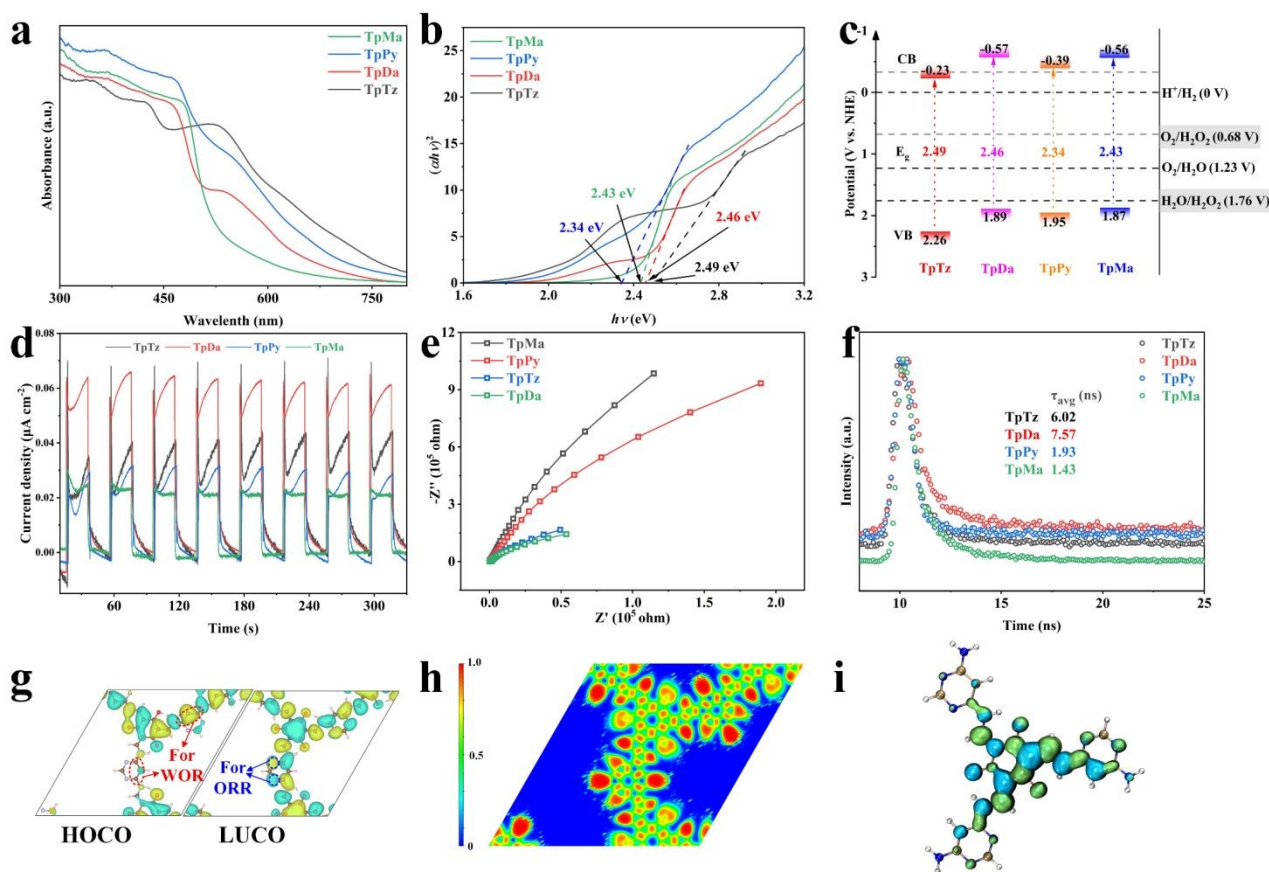 a
TpMa
TpPy
TpDa
TpTz
Absorbance (a.u.)
300 450 600 750
Wavelenth (nm)
b
TpMa
TpPy
TpDa
TpTz
(αhν)²
25
20
15
10
5
0
2.43 eV
2.34 eV
2.46 eV
2.49 eV
1.6 2.0 2.4 2.8 3.2
hν (eV)
c
Potential (V vs. NHE)
-1
0
1
2
3
CB
-0.23 -0.57 -0.39 -0.56
H⁺/H₂ (0 V)
O₂/H₂O₂ (0.68 V)
Eg 2.49 2.46 2.34 2.43
O₂/H₂O (1.23 V)
H₂O/H₂O₂ (1.76 V)
VB 2.26 1.89 1.95 1.87
TpTz TpDa TpPy TpMa
d
TpTz TpDa TpPy TpMa
Current density (μA cm⁻²)
0.08
0.06
0.04
0.02
0.00
60 120 180 240 300
Time (s)
e
TpMa
TpPy
TpTz
TpDa
-Z'' (10⁵ ohm)
12
9
6
3
0
0.0 0.5 1.0 1.5 2.0
Z' (10⁵ ohm)
f
TpTz
TpDa
TpPy
TpMa
τavg (ns)
TpTz 6.02
TpDa 7.57
TpPy 1.93
TpMa 1.43
Intensity (a.u.)
10 15 20 25
Time (ns)
g
For
WOR
For
ORR
HOCO LUCO
h
1.0
0.5
0
i